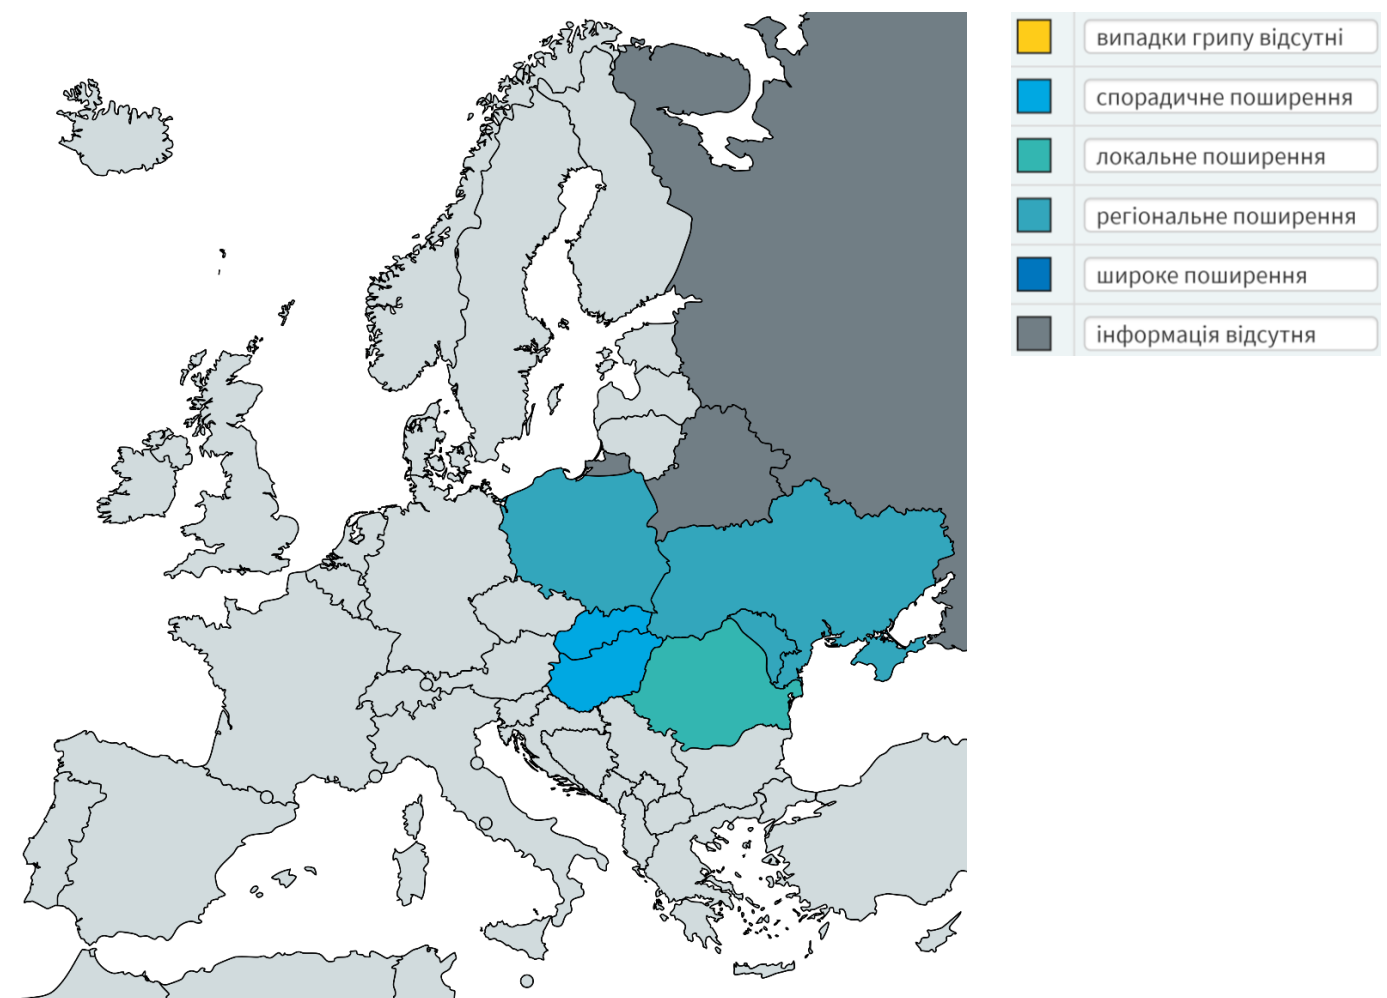 випадки грипу відсутні
спорадичне поширення
локальне поширення
регіональне поширення
широке поширення
інформація відсутня